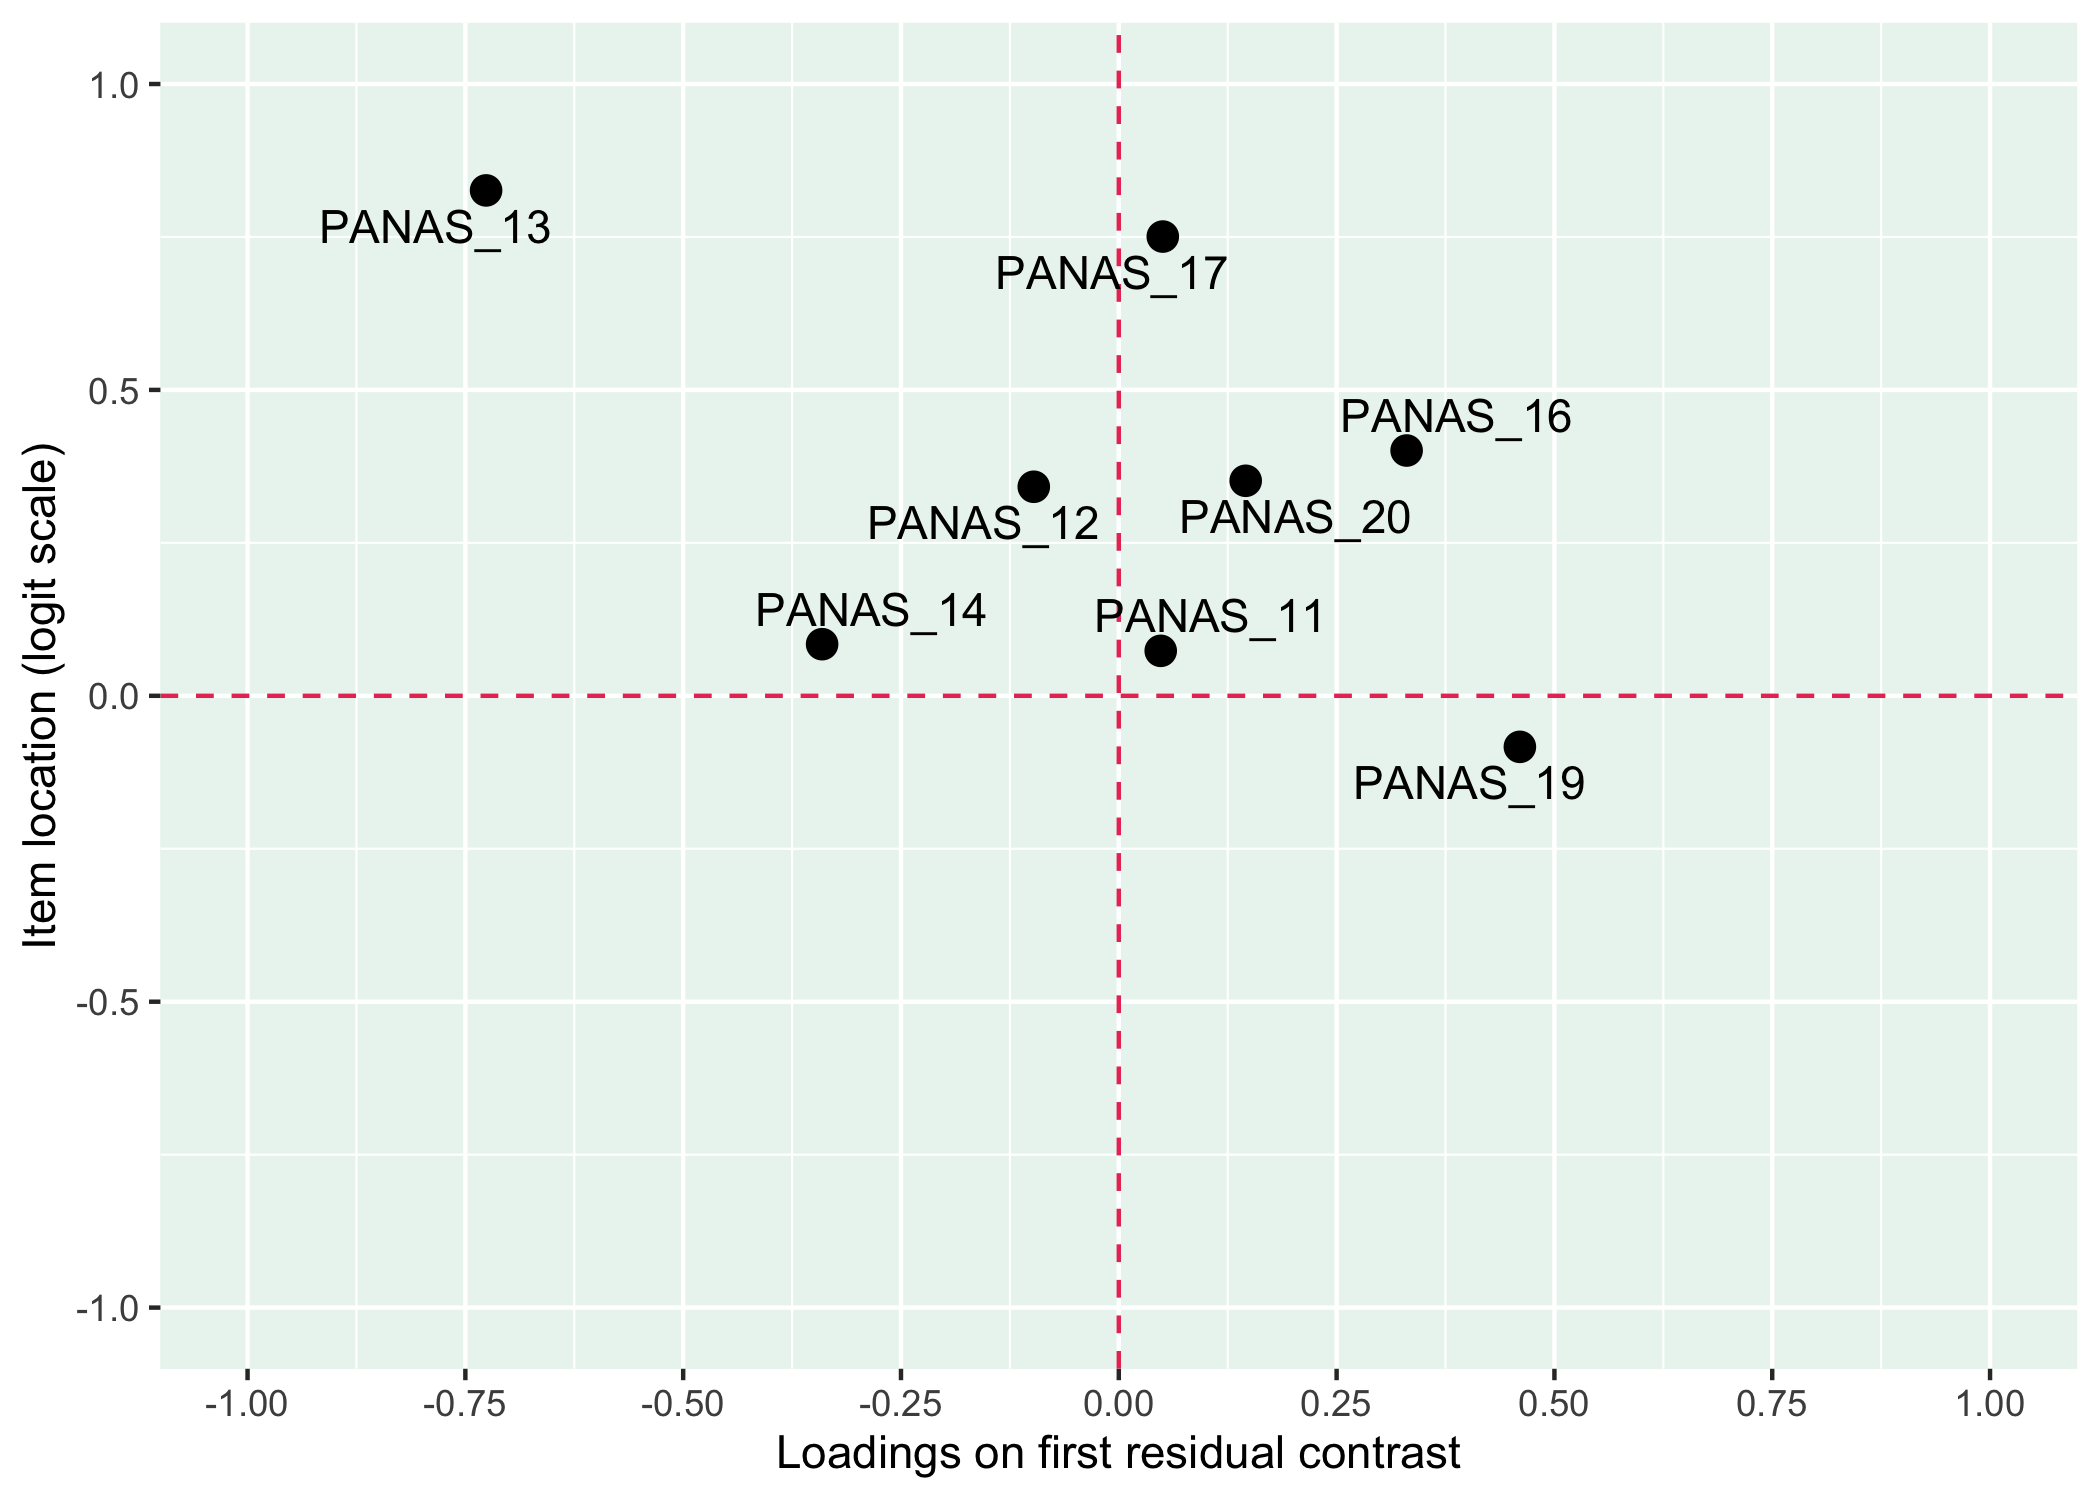 1.0
PANAS_13
PANAS_17
0.5
PANAS_16
PANAS_20
PANAS_12
PANAS_14
PANAS_11
0.0
PANAS_19
-0.5
-1.0
Item location (logit scale)
-1.00 -0.75 -0.50 -0.25 0.00 0.25 0.50 0.75 1.00
Loadings on first residual contrast